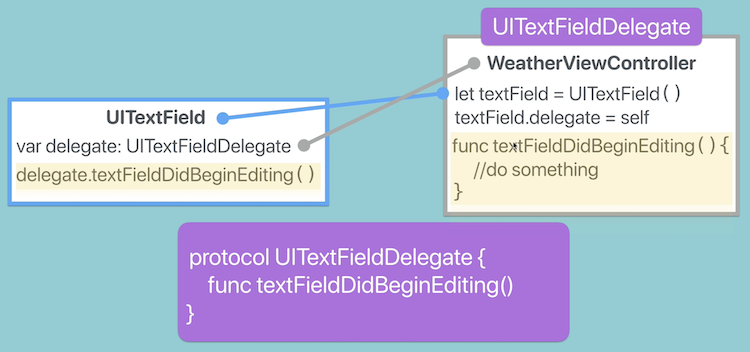 UITextFieldDelegate
WeatherViewController
let textField = UITextField()
textField.delegate = self
func textFieldDidBeginEditing() {
//do something
}
UITextField
var delegate: UITextFieldDelegate
delegate.textFieldDidBeginEditing()
protocol UITextFieldDelegate {
func textFieldDidBeginEditing()
}